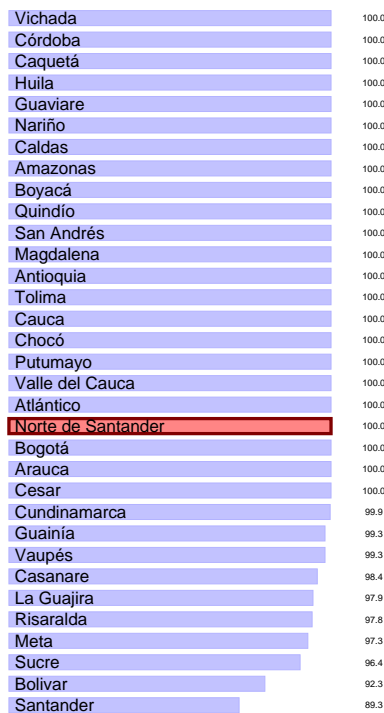 Vichada 100.0
Córdoba 100.0
Caquetá 100.0
Huila 100.0
Guaviare 100.0
Nariño 100.0
Caldas 100.0
Amazonas 100.0
Boyacá 100.0
Quindío 100.0
San Andrés 100.0
Magdalena 100.0
Antioquia 100.0
Tolima 100.0
Cauca 100.0
Chocó 100.0
Putumayo 100.0
Valle del Cauca 100.0
Atlántico 100.0
Norte de Santander 100.0
Bogotá 100.0
Arauca 100.0
Cesar 100.0
Cundinamarca 99.9
Guainía 99.3
Vaupés 99.3
Casanare 98.4
La Guajira 97.9
Risaralda 97.8
Meta 97.3
Sucre 96.4
Bolivar 92.3
Santander 89.3